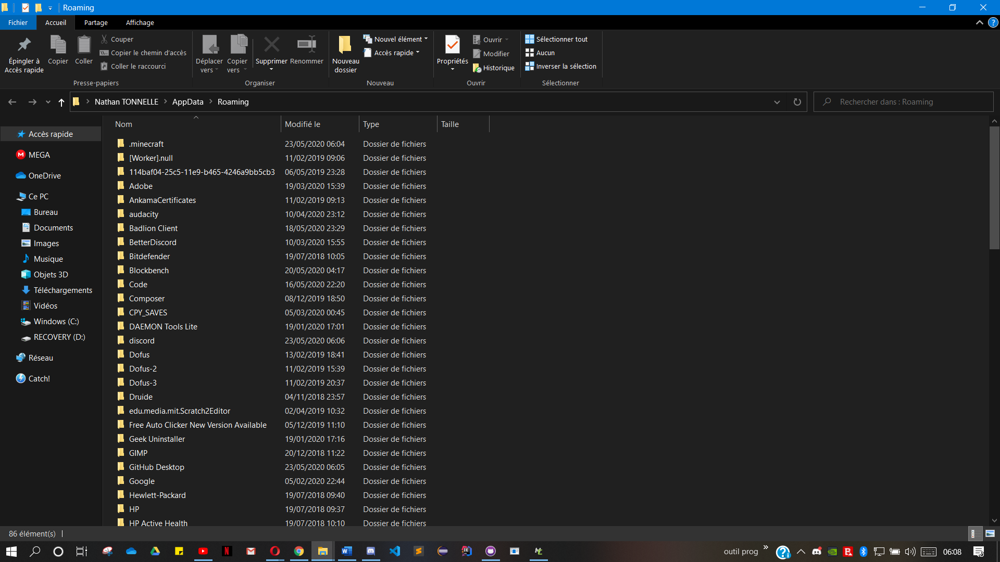 Roaming
Fichier Accueil Partage Affichage
Épingler à Accès rapide
Copier
Coller
Couper
Copier le chemin d'accès
Coller le raccourci
Presse-papiers
Déplacer vers
Copier vers
Supprimer
Renommer
Organiser
Nouveau dossier
Nouvel élément
Accès rapide
Nouveau
Propriétés
Ouvrir
Modifier
Historique
Ouvrir
Sélectionner tout
Aucun
Inverser la sélection
Sélectionner
Nathan TONNELLE > AppData > Roaming
Rechercher dans : Roaming
Accès rapide
MEGA
OneDrive
Ce PC
Bureau
Documents
Images
Musique
Objets 3D
Téléchargements
Vidéos
Windows (C:)
RECOVERY (D:)
Réseau
Catch!
Nom Modifié le Type Taille
.minecraft 23/05/2020 06:04 Dossier de fichiers
[Worker].null 11/02/2019 09:06 Dossier de fichiers
114baf04-25c5-11e9-b465-4246a9bb5cb3 06/05/2019 23:28 Dossier de fichiers
Adobe 19/03/2020 15:39 Dossier de fichiers
AnkamaCertificates 11/02/2019 09:13 Dossier de fichiers
audacity 10/04/2020 23:12 Dossier de fichiers
Badlion Client 18/05/2020 23:29 Dossier de fichiers
BetterDiscord 10/03/2020 15:55 Dossier de fichiers
Bitdefender 19/07/2018 10:05 Dossier de fichiers
Blockbench 20/05/2020 04:17 Dossier de fichiers
Code 16/05/2020 22:20 Dossier de fichiers
Composer 08/12/2019 18:50 Dossier de fichiers
CPY_SAVES 05/03/2020 00:45 Dossier de fichiers
DAEMON Tools Lite 19/01/2020 17:01 Dossier de fichiers
discord 23/05/2020 06:06 Dossier de fichiers
Dofus 13/02/2019 18:41 Dossier de fichiers
Dofus-2 11/02/2019 15:39 Dossier de fichiers
Dofus-3 11/02/2019 20:37 Dossier de fichiers
Druide 04/11/2018 23:57 Dossier de fichiers
edu.media.mit.Scratch2Editor 02/04/2019 10:32 Dossier de fichiers
Free Auto Clicker New Version Available 05/12/2019 11:10 Dossier de fichiers
Geek Uninstaller 19/01/2020 17:16 Dossier de fichiers
GIMP 20/12/2018 11:22 Dossier de fichiers
GitHub Desktop 23/05/2020 06:05 Dossier de fichiers
Google 05/02/2020 22:44 Dossier de fichiers
Hewlett-Packard 19/07/2018 09:40 Dossier de fichiers
HP 19/07/2018 09:37 Dossier de fichiers
HP Active Health 19/07/2018 10:10 Dossier de fichiers
86 élément(s)
outil prog
06:08